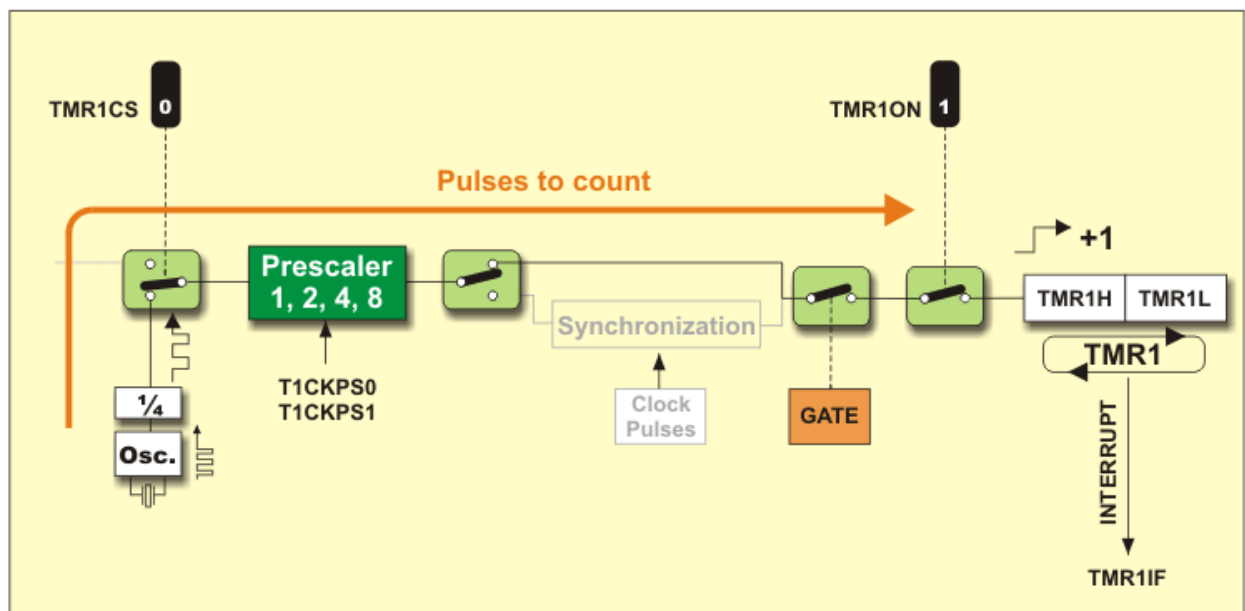 TMR1CS
0
TMR1ON
1
Pulses to count
+1
Prescaler
1, 2, 4, 8
TMR1H
TMR1L
Synchronization
TMR1
T1CKPS0
T1CKPS1
¼
Osc.
Clock
Pulses
GATE
INTERRUPT
TMR1IF